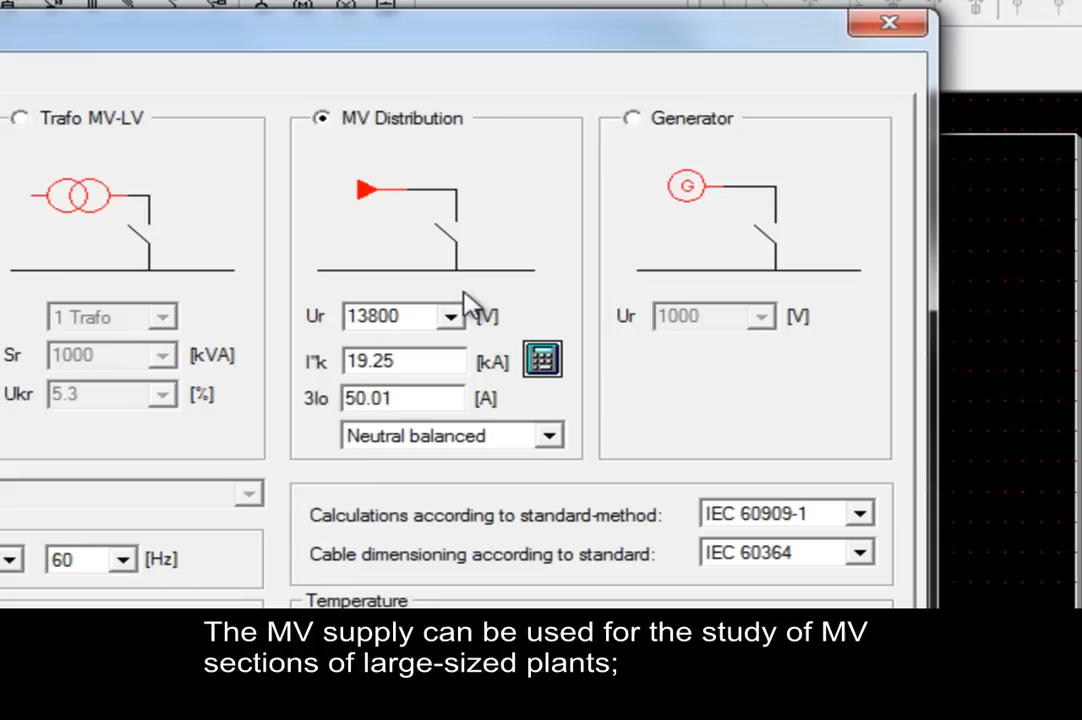 Trafo MV-LV
MV Distribution
Generator
G
1 Trafo
Sr 1000 [kVA]
Ukr 5.3 [%]
Ur 13800 [V]
I"k 19.25 [kA]
3Io 50.01 [A]
Neutral balanced
Ur 1000 [V]
60 [Hz]
Calculations according to standard-method: IEC 60909-1
Cable dimensioning according to standard: IEC 60364
Temperature
The MV supply can be used for the study of MV
sections of large-sized plants;